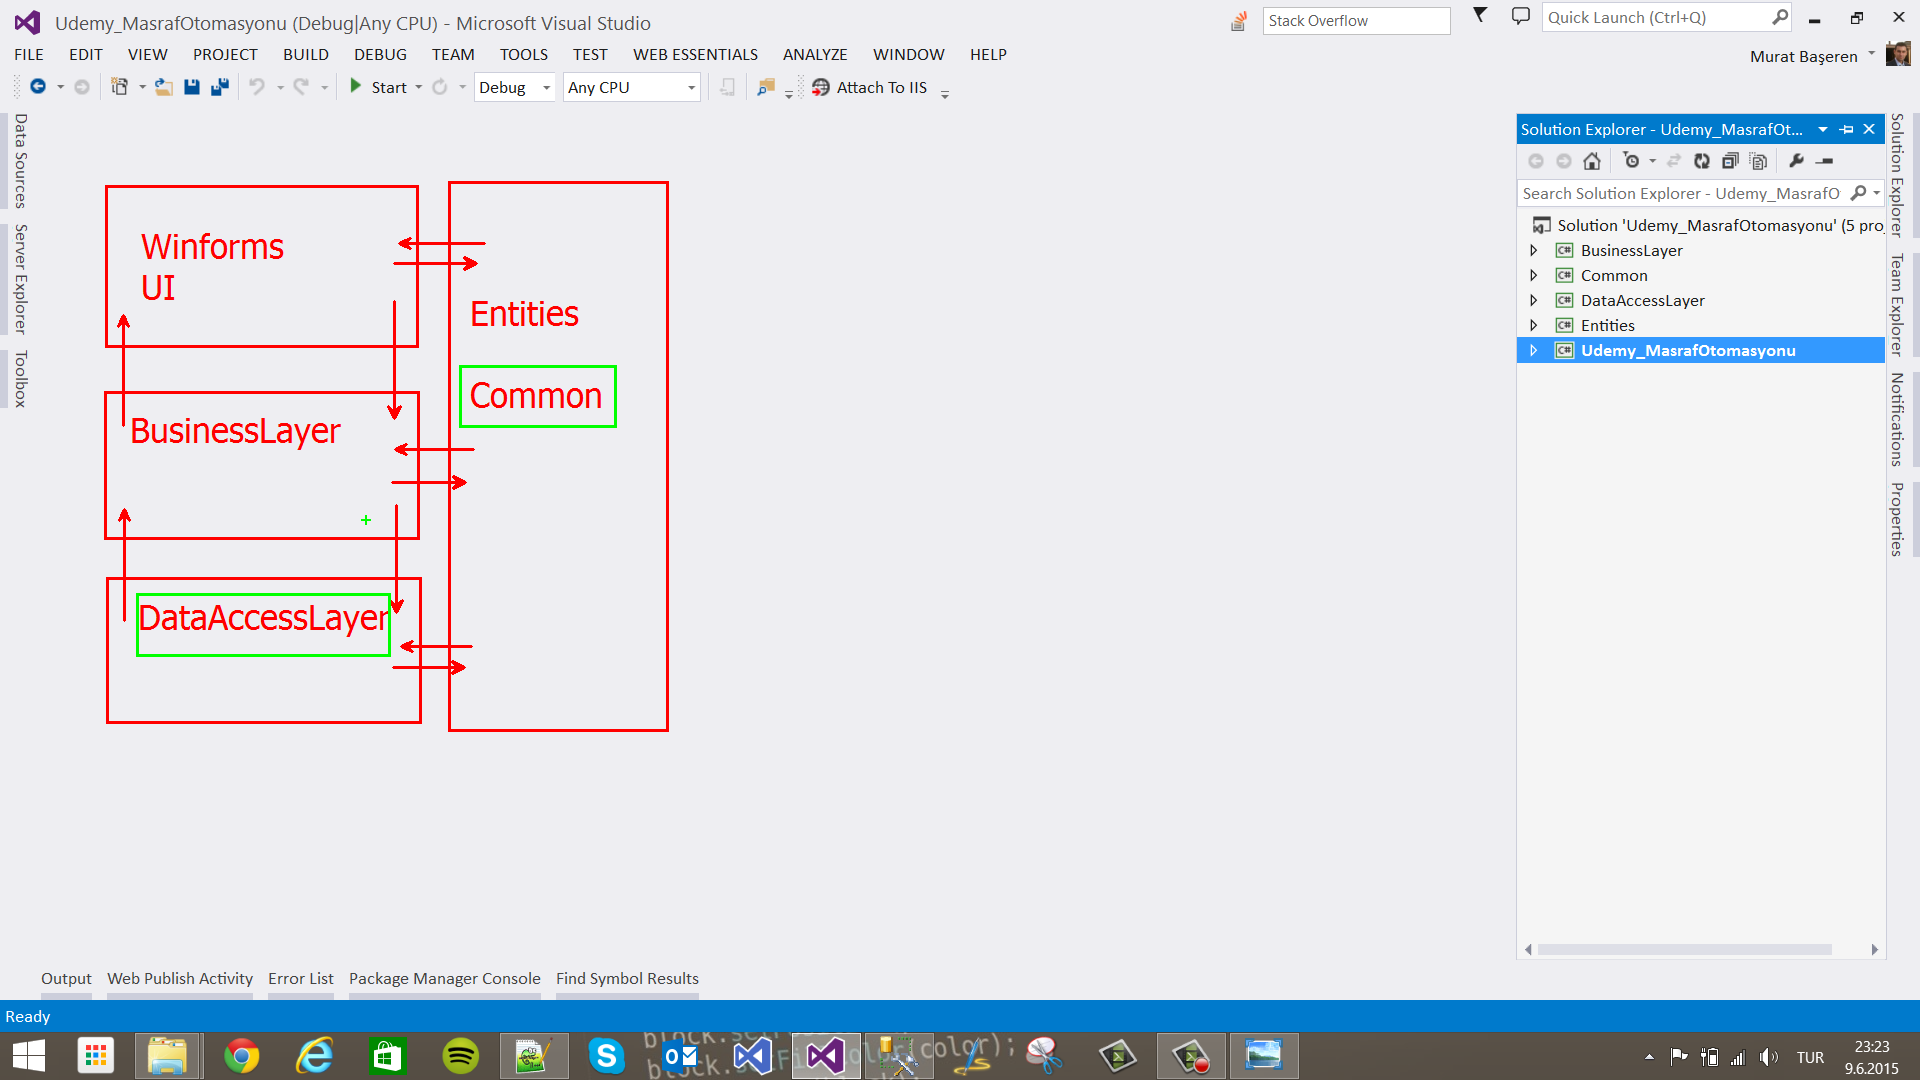 Udemy_MasrafOtomasyonu (Debug|Any CPU) - Microsoft Visual Studio
Stack Overflow
Quick Launch (Ctrl+Q)
FILE EDIT VIEW PROJECT BUILD DEBUG TEAM TOOLS TEST WEB ESSENTIALS ANALYZE WINDOW HELP
Murat Başeren
Start Debug Any CPU Attach To IIS
Data Sources
Server Explorer
Toolbox
Winforms
UI
BusinessLayer
DataAccessLayer
Entities
Common
Solution Explorer - Udemy_MasrafOt...
Search Solution Explorer - Udemy_MasrafO
Solution 'Udemy_MasrafOtomasyonu' (5 pro
C# BusinessLayer
C# Common
C# DataAccessLayer
C# Entities
C# Udemy_MasrafOtomasyonu
Solution Explorer
Team Explorer
Notifications
Properties
Output Web Publish Activity Error List Package Manager Console Find Symbol Results
Ready
TUR
23:23
9.6.2015